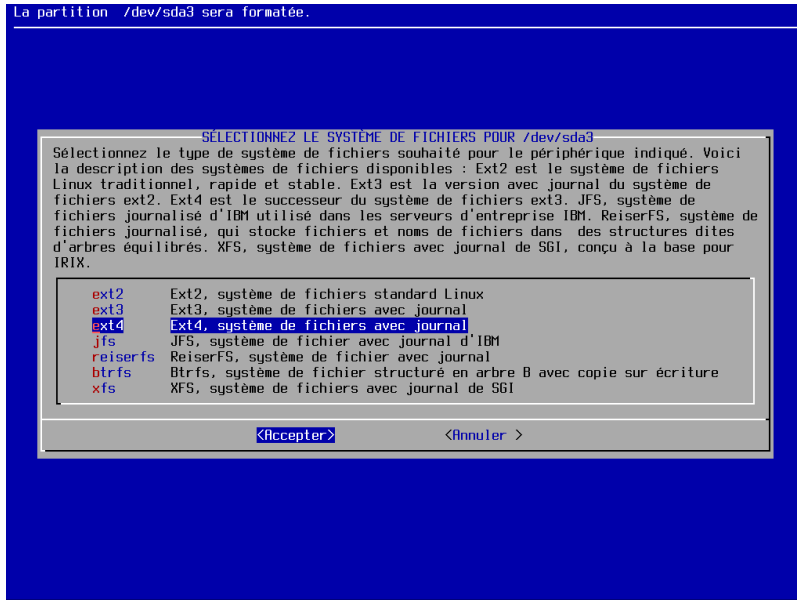 La partition  /dev/sda3 sera formatée.
SÉLECTIONNEZ LE SYSTÈME DE FICHIERS POUR /dev/sda3
Sélectionnez le type de système de fichiers souhaité pour le périphérique indiqué. Voici
la description des systèmes de fichiers disponibles : Ext2 est le système de fichiers
Linux traditionnel, rapide et stable. Ext3 est la version avec journal du système de
fichiers ext2. Ext4 est le successeur du système de fichiers ext3. JFS, système de
fichiers journalisé d'IBM utilisé dans les serveurs d'entreprise IBM. ReiserFS, système de
fichiers journalisé, qui stocke fichiers et noms de fichiers dans  des structures dites
d'arbres équilibrés. XFS, système de fichiers avec journal de SGI, conçu à la base pour
IRIX.
ext2 Ext2, système de fichiers standard Linux
ext3 Ext3, système de fichiers avec journal
ext4 Ext4, système de fichiers avec journal
jfs JFS, système de fichier avec journal d'IBM
reiserfs ReiserFS, système de fichier avec journal
btrfs Btrfs, système de fichier structuré en arbre B avec copie sur écriture
xfs XFS, système de fichiers avec journal de SGI
<Accepter> <Annuler >